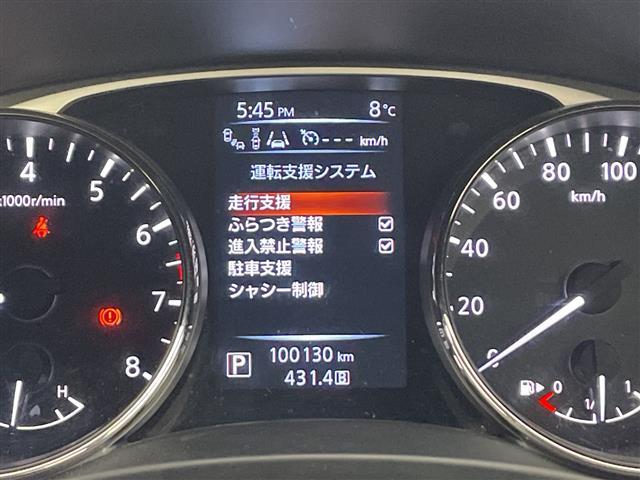 5:45 PM 8°C
--- km/h
運転支援システム
走行支援
ふらつき警報
進入禁止警報
駐車支援
シャシー制御
P 100130 km
431.4 B
4 5 6 7 8
x1000r/min
H
0 20 40 60 80 100
km/h
0 1/ 1